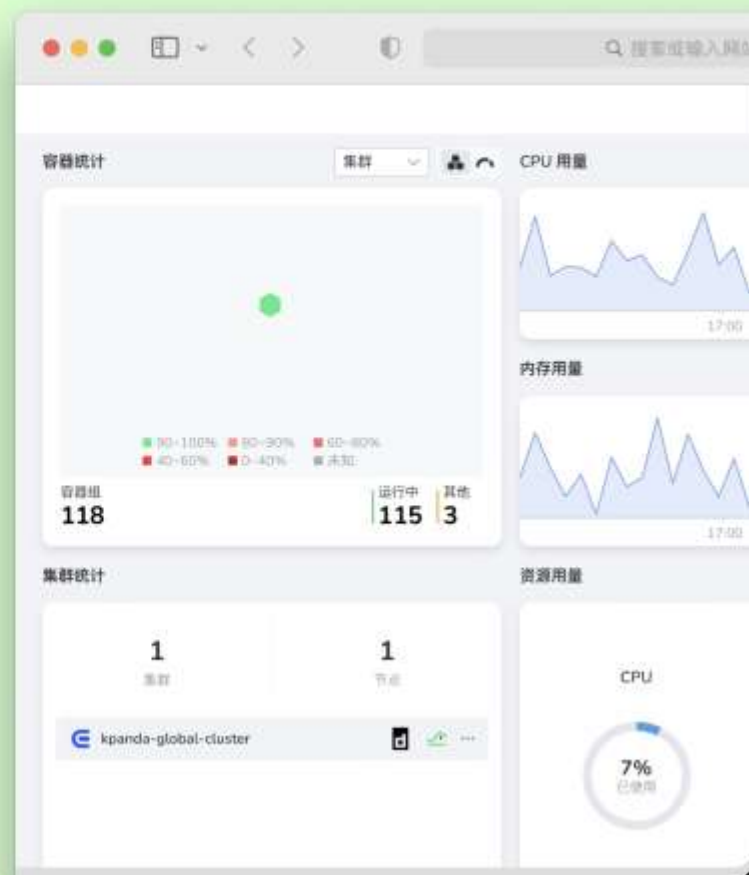 搜索或输入网
容器统计
集群
CPU 用量
17:00
内存用量
90~100%
80~90%
60~80%
40~60%
0~40%
未知
容器组
118
运行中
115
其他
3
17:00
集群统计
资源用量
1
集群
1
节点
CPU
kpanda-global-cluster
7%
已使用